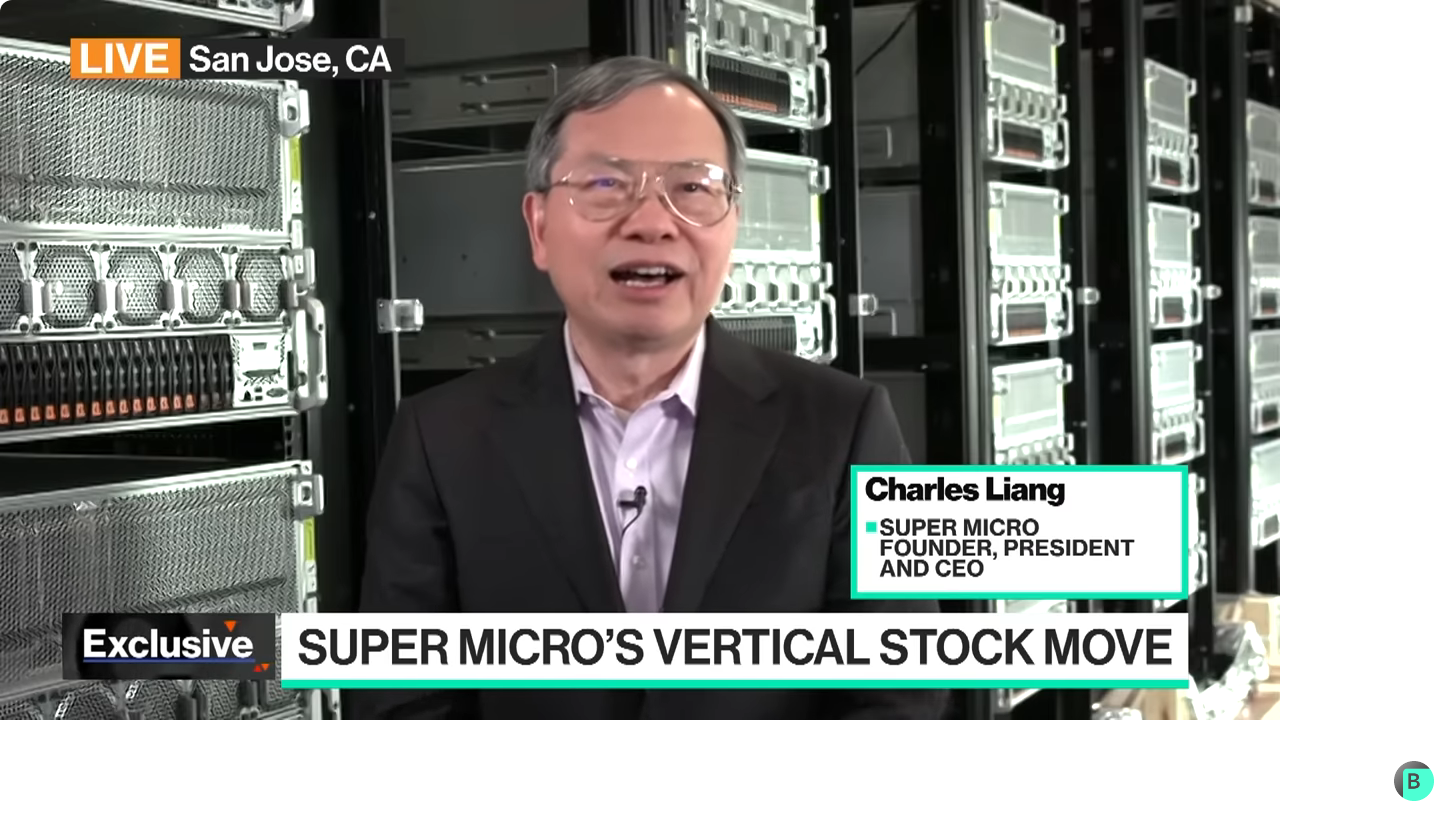 LIVE San Jose, CA
Charles Liang
SUPER MICRO
FOUNDER, PRESIDENT
AND CEO
Exclusive
SUPER MICRO'S VERTICAL STOCK MOVE
B